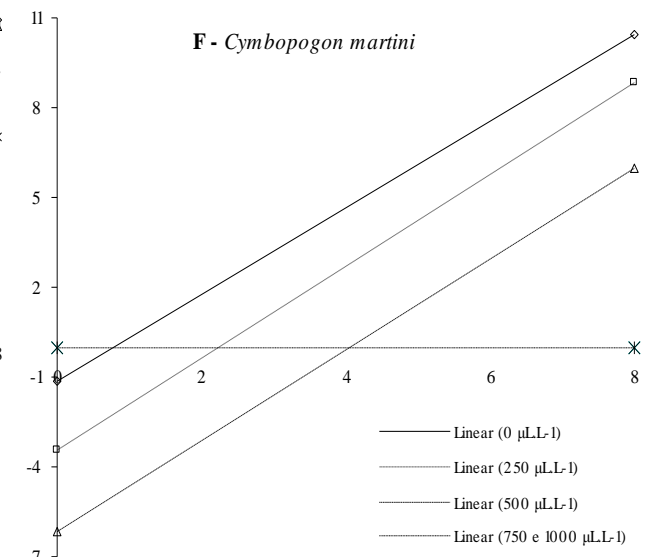 11
F - Cymbopogon martini
8
5
2
-1 0 2 4 6 8
Linear (0 µL.L-1)
-4 Linear (250 µL.L-1)
Linear (500 µL.L-1)
Linear (750 e 1000 µL.L-1)